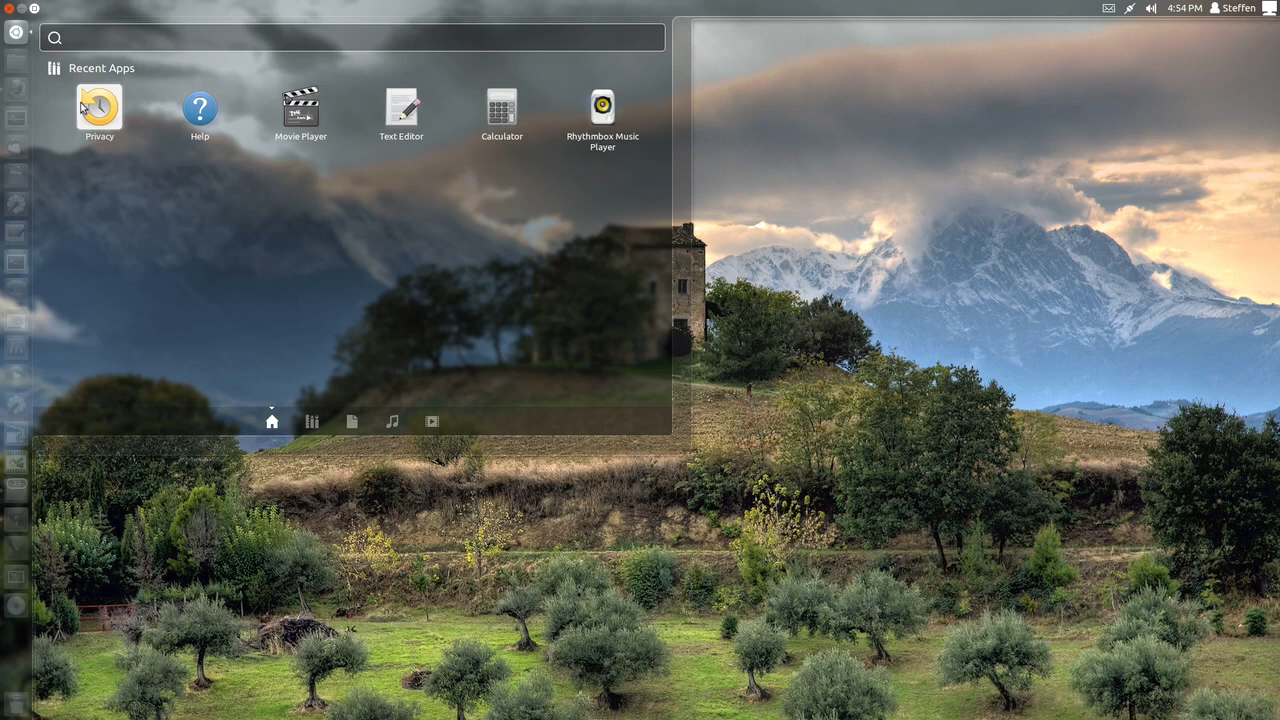 4:54 PM
Steffen
Recent Apps
Privacy
Help
Movie Player
Text Editor
Calculator
Rhythmbox Music
Player